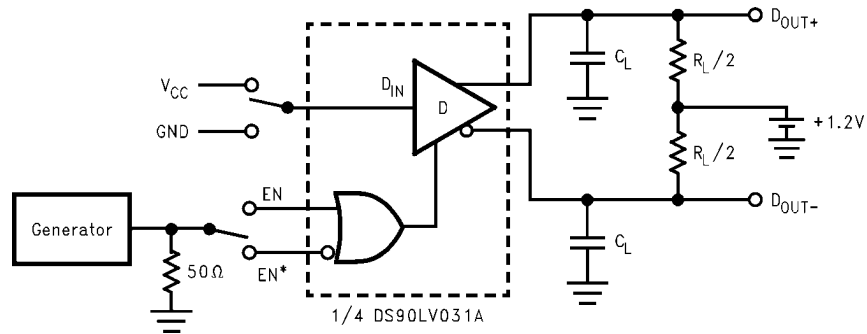 D_OUT+
C_L
R_L/2
V_CC
D_IN
D
+1.2V
GND
R_L/2
EN
D_OUT−
Generator
C_L
50Ω
EN*
1/4 DS90LV031A